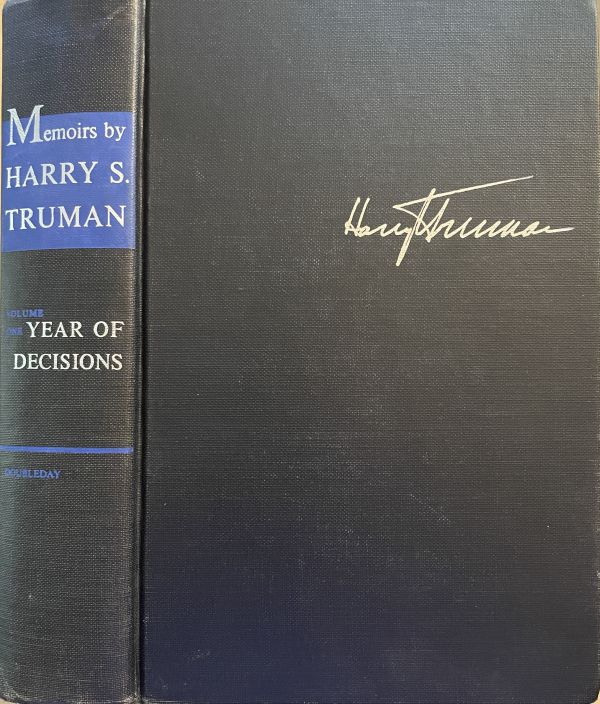 Memoirs by
HARRY S.
TRUMAN
VOLUME
ONE YEAR OF
DECISIONS
DOUBLEDAY
Harry S. Truman